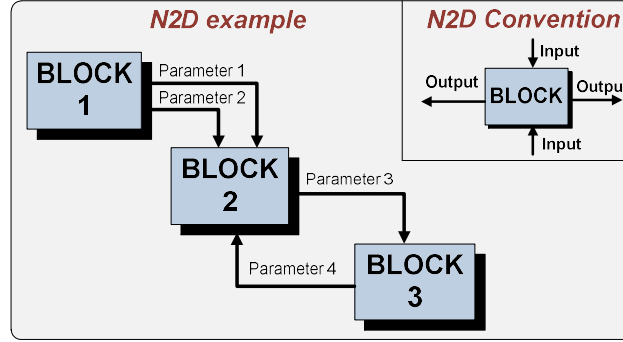 N2D example
BLOCK
1
Parameter 1
Parameter 2
BLOCK
2
Parameter 3
BLOCK
3
Parameter 4
N2D Convention
Input
Output
BLOCK
Output
Input